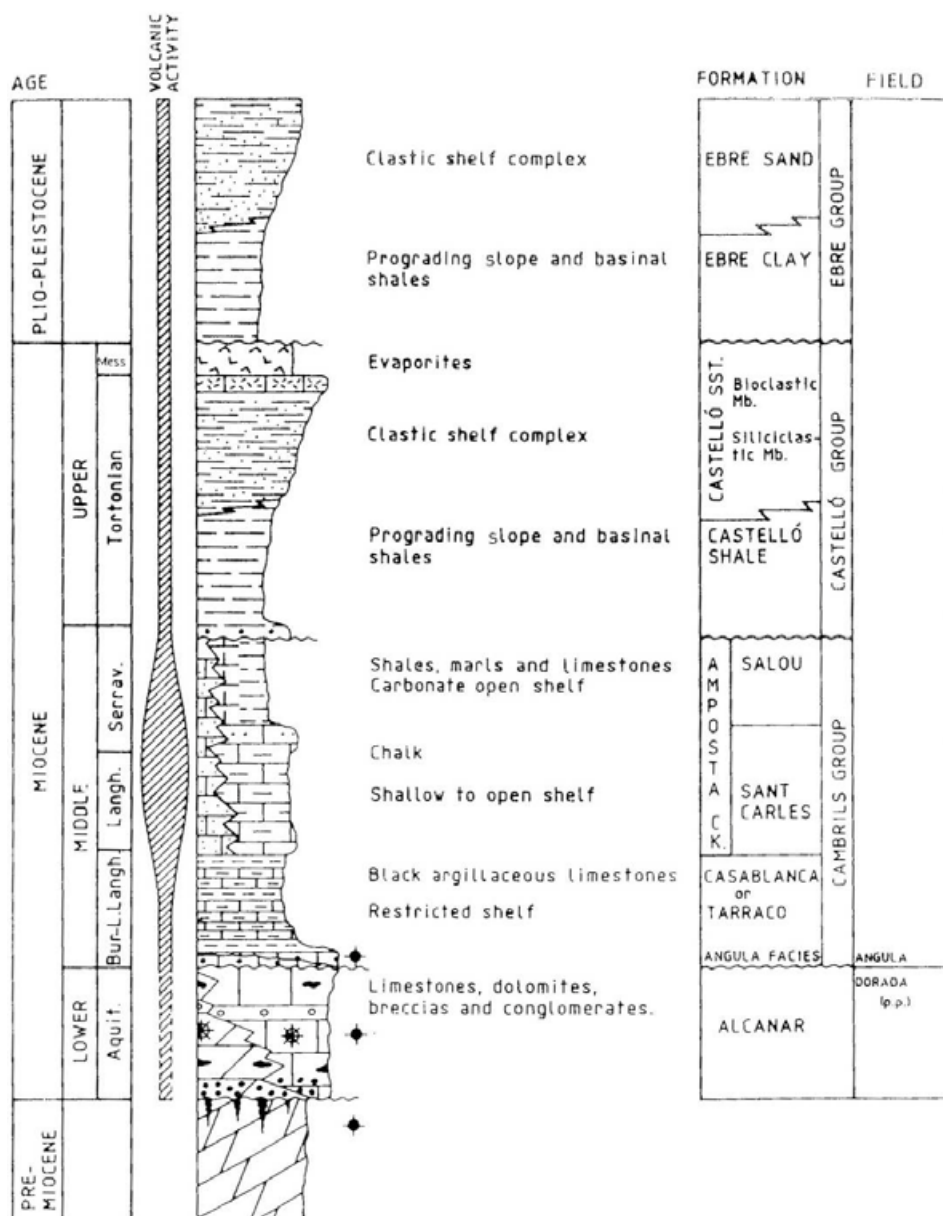 AGE
VOLCANIC
ACTIVITY
FORMATION
FIELD
PLIO-PLEISTOCENE
Clastic shelf complex
EBRE SAND
Prograding slope and basinal
shales
EBRE CLAY
EBRE GROUP
MIOCENE
UPPER
Mess.
Evaporites
Tortonian
Clastic shelf complex
CASTELLÓ SST.
Bioclastic
Mb.
Siliciclas-
tic Mb.
Prograding slope and basinal
shales
CASTELLÓ
SHALE
CASTELLÓ GROUP
MIDDLE
Serrav.
Shales, marls and limestones
Carbonate open shelf
AMPOSTA CK.
SALOU
Langh.
Chalk
Shallow to open shelf
SANT
CARLES
CAMBRILS GROUP
Bur-L.Langh.
Black argillaceous limestones
Restricted shelf
CASABLANCA
or
TARRACO
ANGULA FACIES
ANGULA
LOWER
Aquit.
Limestones, dolomites,
breccias and conglomerates.
ALCANAR
DORADA
(p.p.)
PRE-
MIOCENE